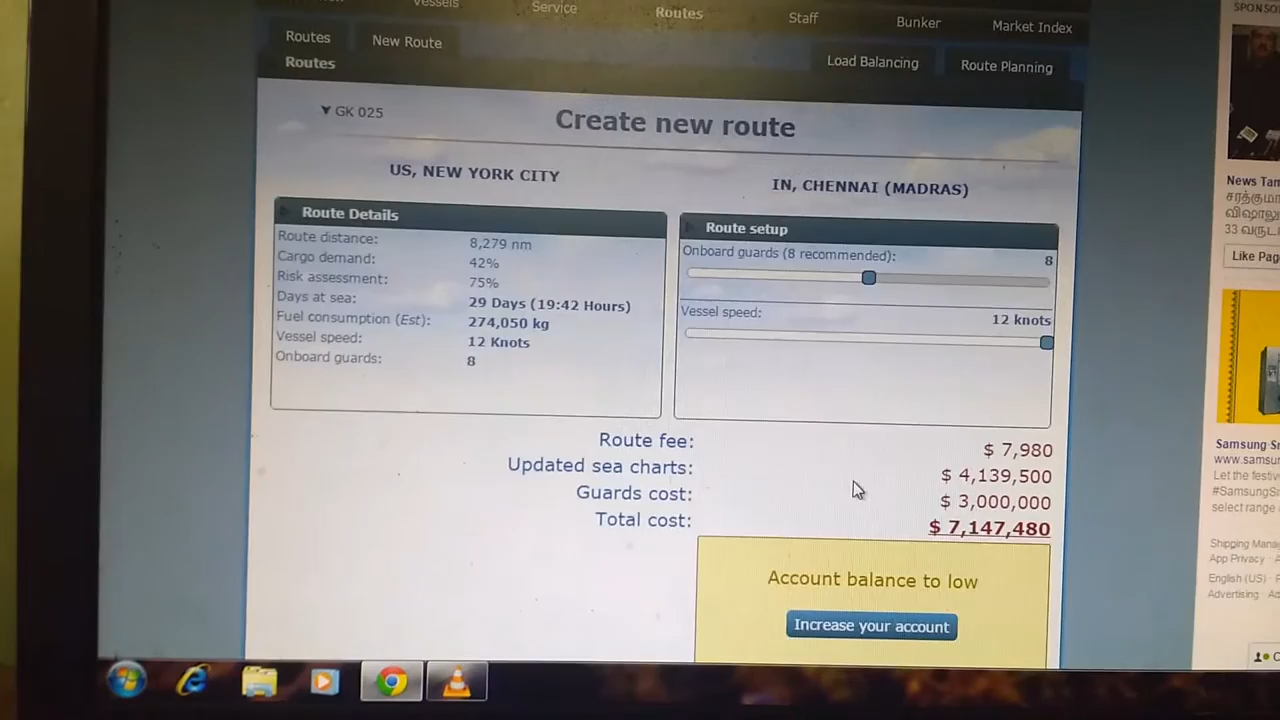 Vessels
Service
Routes
Staff
Bunker
Market Index
Routes
New Route
Load Balancing
Route Planning
Routes
GK 025
Create new route
US, NEW YORK CITY
IN, CHENNAI (MADRAS)
Route Details
Route distance: 8,279 nm
Cargo demand: 42%
Risk assessment: 75%
Days at sea: 29 Days (19:42 Hours)
Fuel consumption (Est): 274,050 kg
Vessel speed: 12 Knots
Onboard guards: 8
Route setup
Onboard guards (8 recommended): 8
Vessel speed: 12 knots
Route fee: $ 7,980
Updated sea charts: $ 4,139,500
Guards cost: $ 3,000,000
Total cost: $ 7,147,480
Account balance to low
Increase your account
News
33
Like
Samsung
www.samsu
Let the
select range
Shipping
App Privacy ·
English (US) ·
Advertising ·